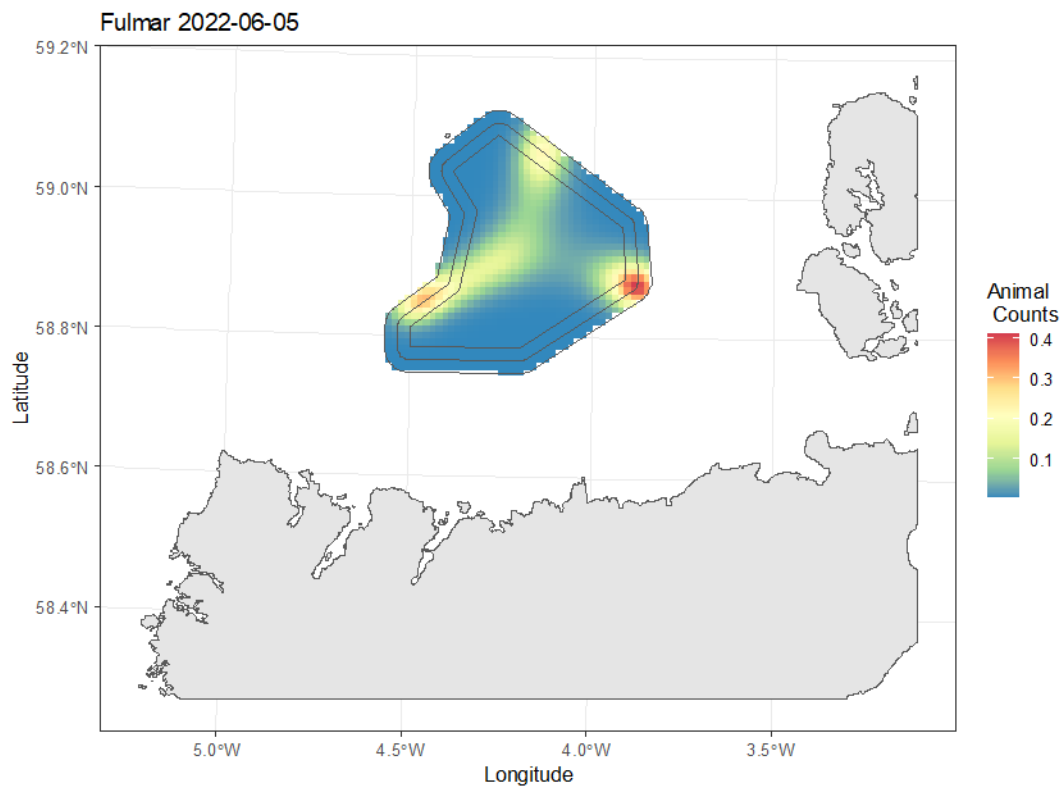 Fulmar 2022-06-05
59.2°N
59.0°N
58.8°N
58.6°N
58.4°N
Latitude
5.0°W
4.5°W
4.0°W
3.5°W
Longitude
Animal
Counts
0.4
0.3
0.2
0.1